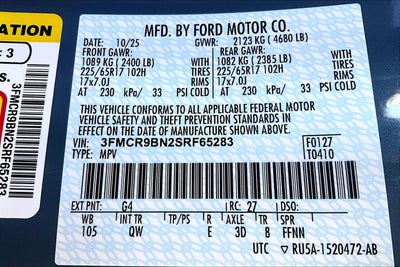 ATION
: 3
S.
3FMCR9BN2SRF65283
MFD. BY FORD MOTOR CO.
DATE: 10/25 GVWR: 2123 KG ( 4680 LB)
FRONT GAWR: REAR GAWR:
1089 KG ( 2400 LB) WITH 1082 KG ( 2385 LB) WITH
225/65R17 102H TIRES 225/65R17 102H TIRES
17x7.0J RIMS 17x7.0J RIMS
AT 230 kPa/ 33 PSI COLD AT 230 kPa/ 33 PSI COLD
THIS VEHICLE CONFORMS TO ALL APPLICABLE FEDERAL MOTOR
VEHICLE SAFETY AND THEFT PREVENTION STANDARDS IN
EFFECT ON THE DATE OF MANUFACTURE SHOWN ABOVE.
VIN: 3FMCR9BN2SRF65283 F0127
TYPE: MPV T0410
EXT PNT: G4 RC: 27 DSO:
WB INT TR TP/PS R AXLE TR SPR
105 QW E 3D 8 FFNN
UTC ▽ RU5A-1520472-AB